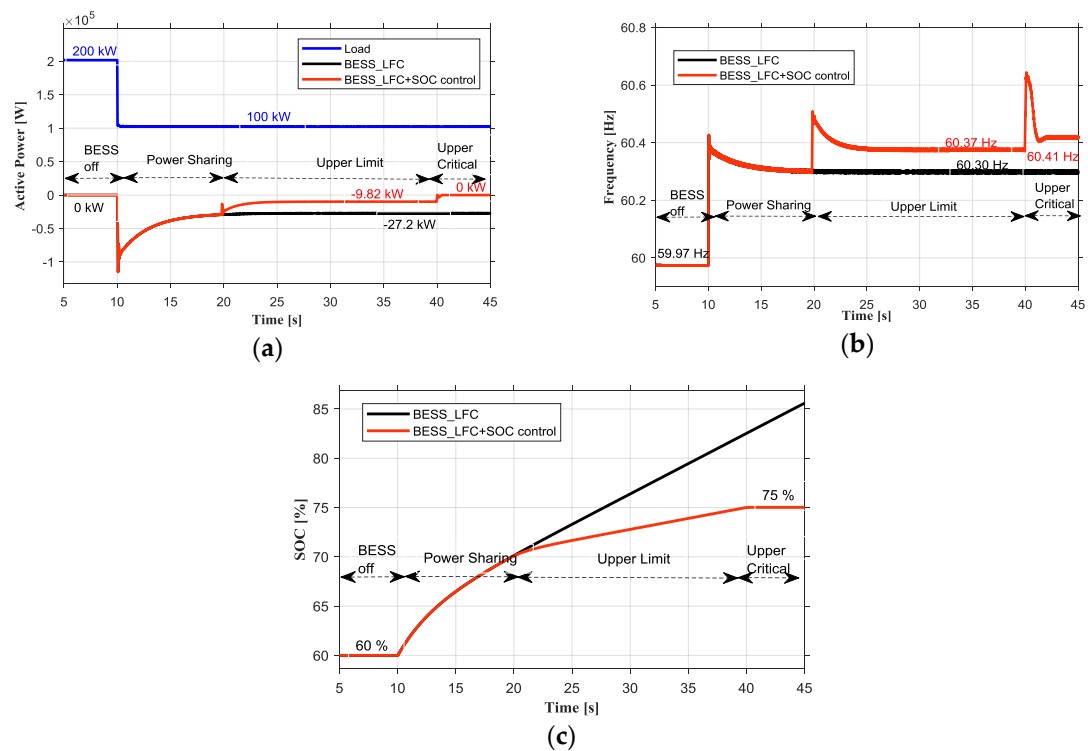 ×10⁵
200 kW
Load
BESS_LFC
BESS_LFC+SOC control
100 kW
BESS
off
Power Sharing
Upper Limit
Upper
Critical
0 kW
-9.82 kW
0 kW
-27.2 kW
2
1.5
1
0.5
0
-0.5
-1
Active Power [W]
5 10 15 20 25 30 35 40 45
Time [s]
(a)
60.8
60.6
60.4
60.2
60
Frequency [Hz]
BESS_LFC
BESS_LFC+SOC control
60.37 Hz
60.41 Hz
60.30 Hz
BESS
off
Power Sharing
Upper Limit
Upper
Critical
59.97 Hz
5 10 15 20 25 30 35 40 45
Time [s]
(b)
85
80
75
70
65
60
SOC [%]
BESS_LFC
BESS_LFC+SOC control
75 %
BESS
off
Power Sharing
Upper Limit
Upper
Critical
60 %
5 10 15 20 25 30 35 40 45
Time [s]
(c)